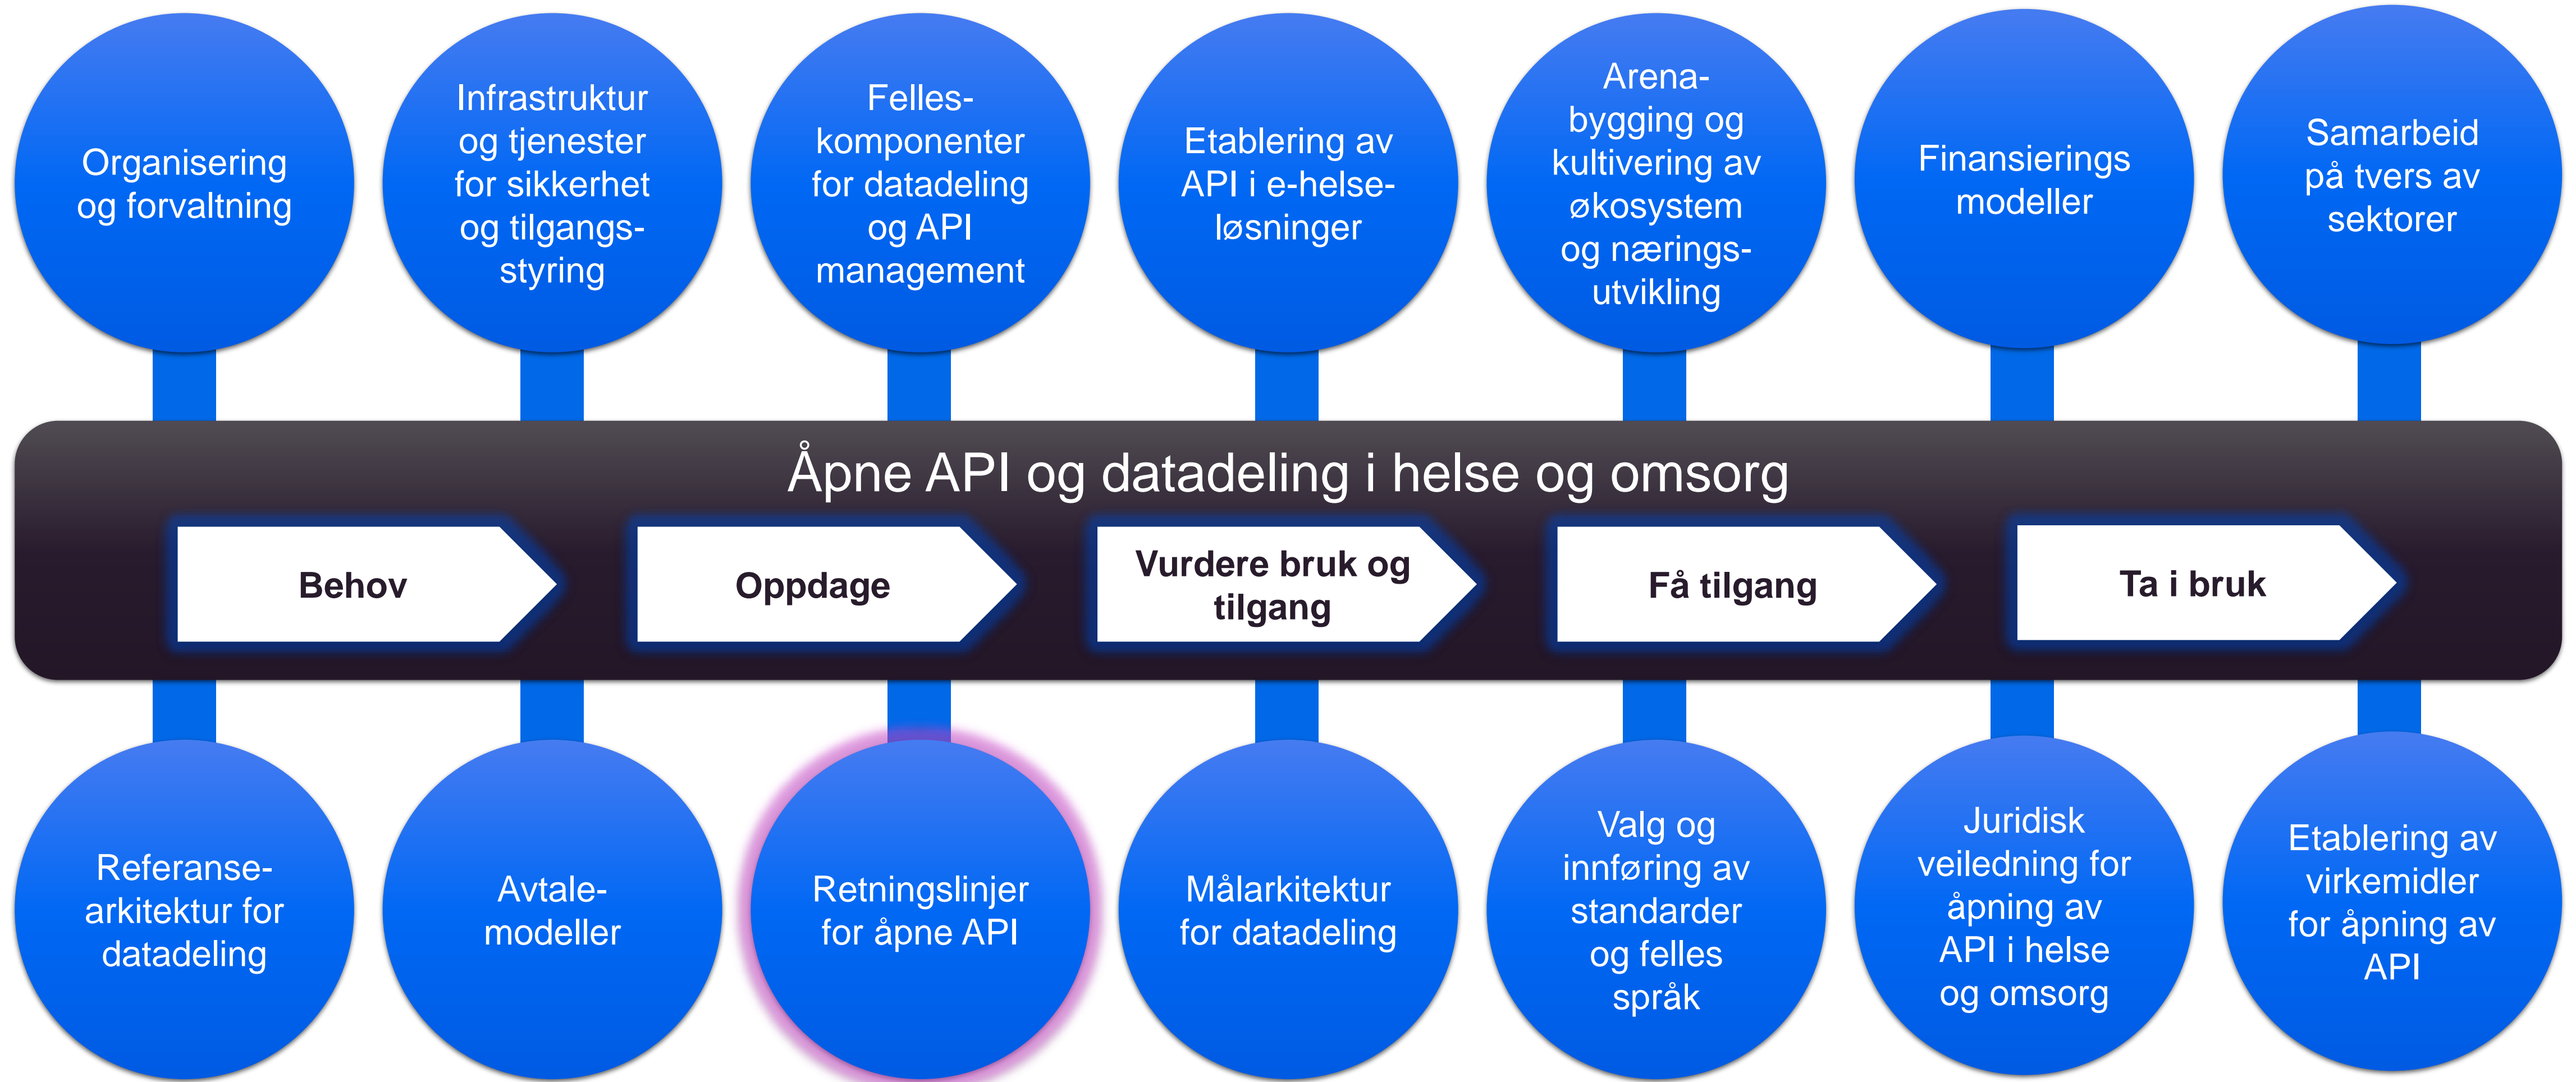 Organisering
og forvaltning
Infrastruktur
og tjenester
for sikkerhet
og tilgangs-
styring
Felles-
komponenter
for datadeling
og API
management
Etablering av
API i e-helse-
løsninger
Arena-
bygging og
kultivering av
økosystem
og nærings-
utvikling
Finansierings
modeller
Samarbeid
på tvers av
sektorer
Åpne API og datadeling i helse og omsorg
Behov
Oppdage
Vurdere bruk og
tilgang
Få tilgang
Ta i bruk
Referanse-
arkitektur for
datadeling
Avtale-
modeller
Retningslinjer
for åpne API
Målarkitektur
for datadeling
Valg og
innføring av
standarder
og felles
språk
Juridisk
veiledning for
åpning av
API i helse
og omsorg
Etablering av
virkemidler
for åpning av
API